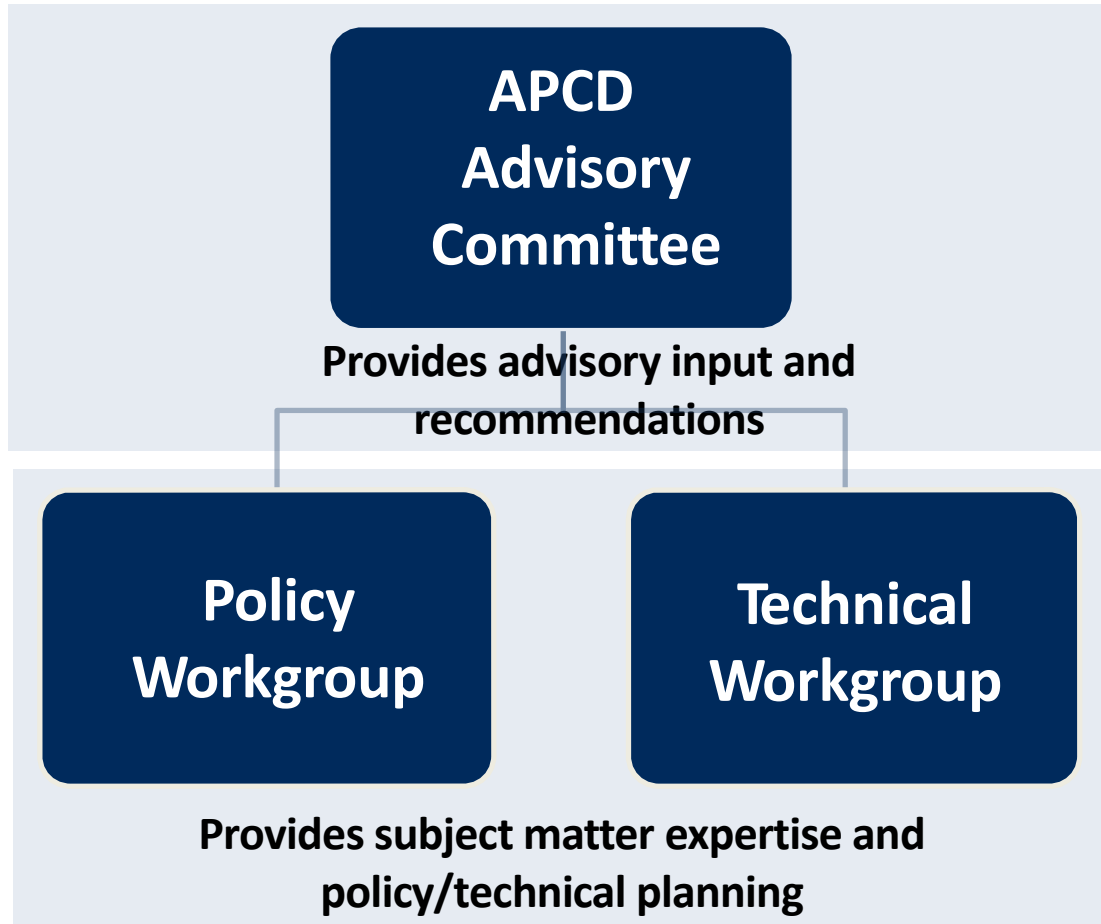 APCD
Advisory
Committee
Provides advisory input and
recommendations
Policy
Workgroup
Technical
Workgroup
Provides subject matter expertise and
policy/technical planning